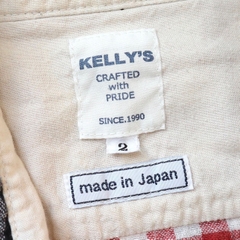 KELLY'S
CRAFTED
with
PRIDE
SINCE.1990
2
made in Japan